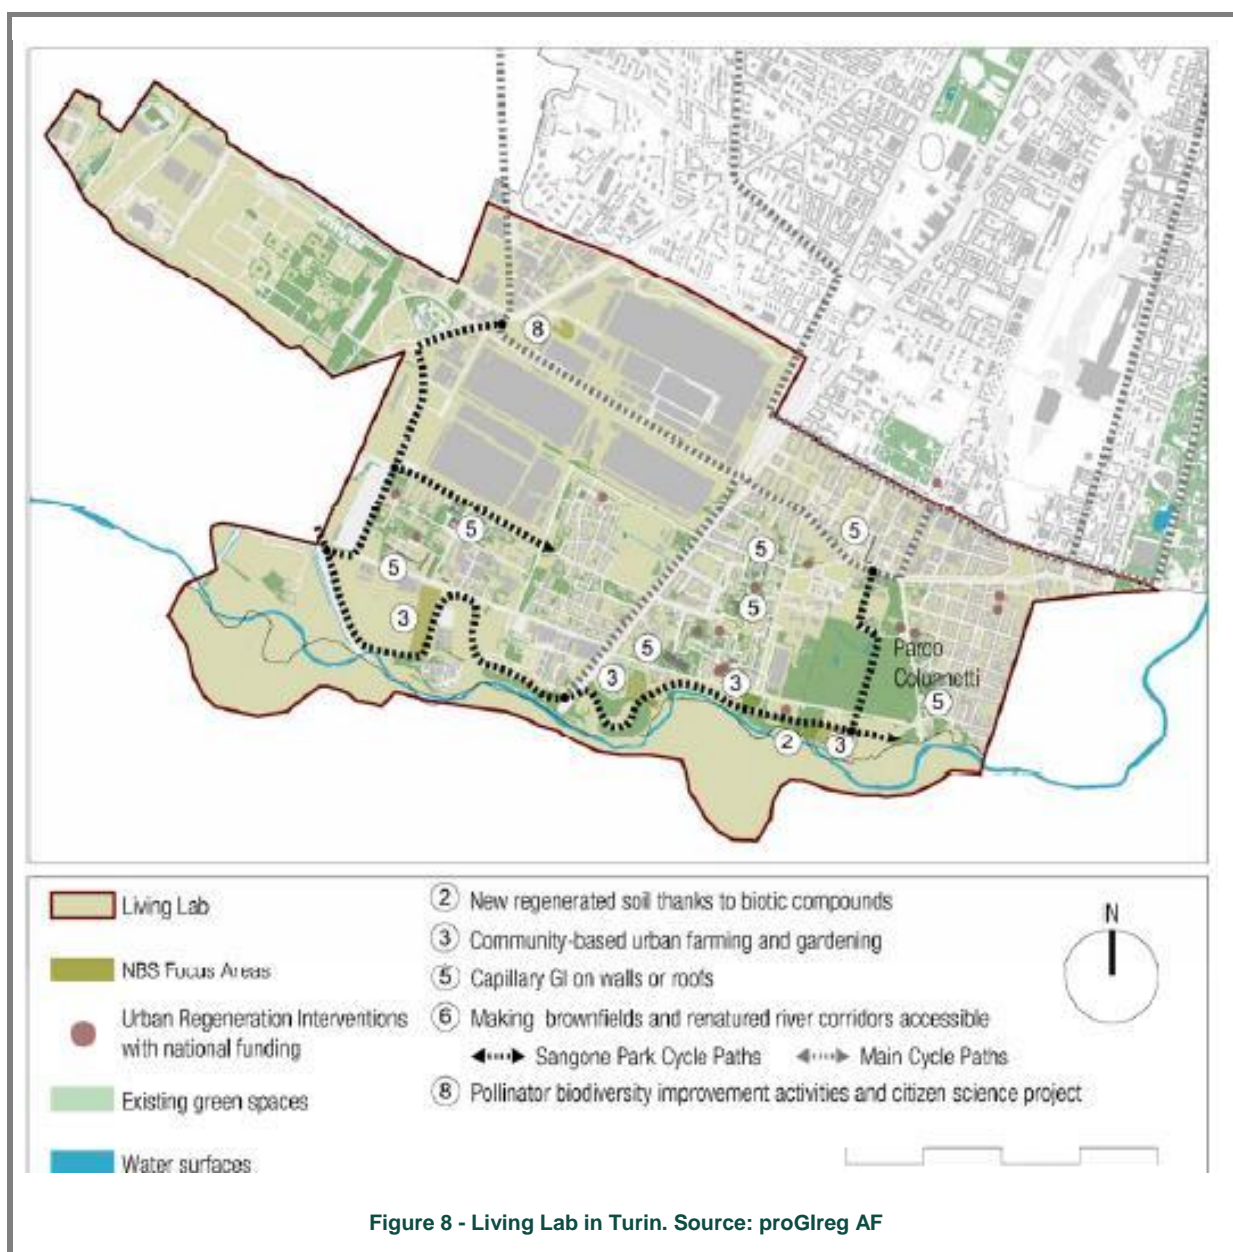 8
5
5
5
5
3
5
Parco
5
Colonnetti
3
3
5
2
3
Living Lab
NBS Focus Areas
Urban Regeneration Interventions
with national funding
Existing green spaces
Water surfaces
2 New regenerated soil thanks to biotic compounds
3 Community-based urban farming and gardening
5 Capillary GI on walls or roofs
6 Making brownfields and renatured river corridors accessible
Sangone Park Cycle Paths Main Cycle Paths
8 Pollinator biodiversity improvement activities and citizen science project
N
Figure 8 - Living Lab in Turin. Source: proGIreg AF